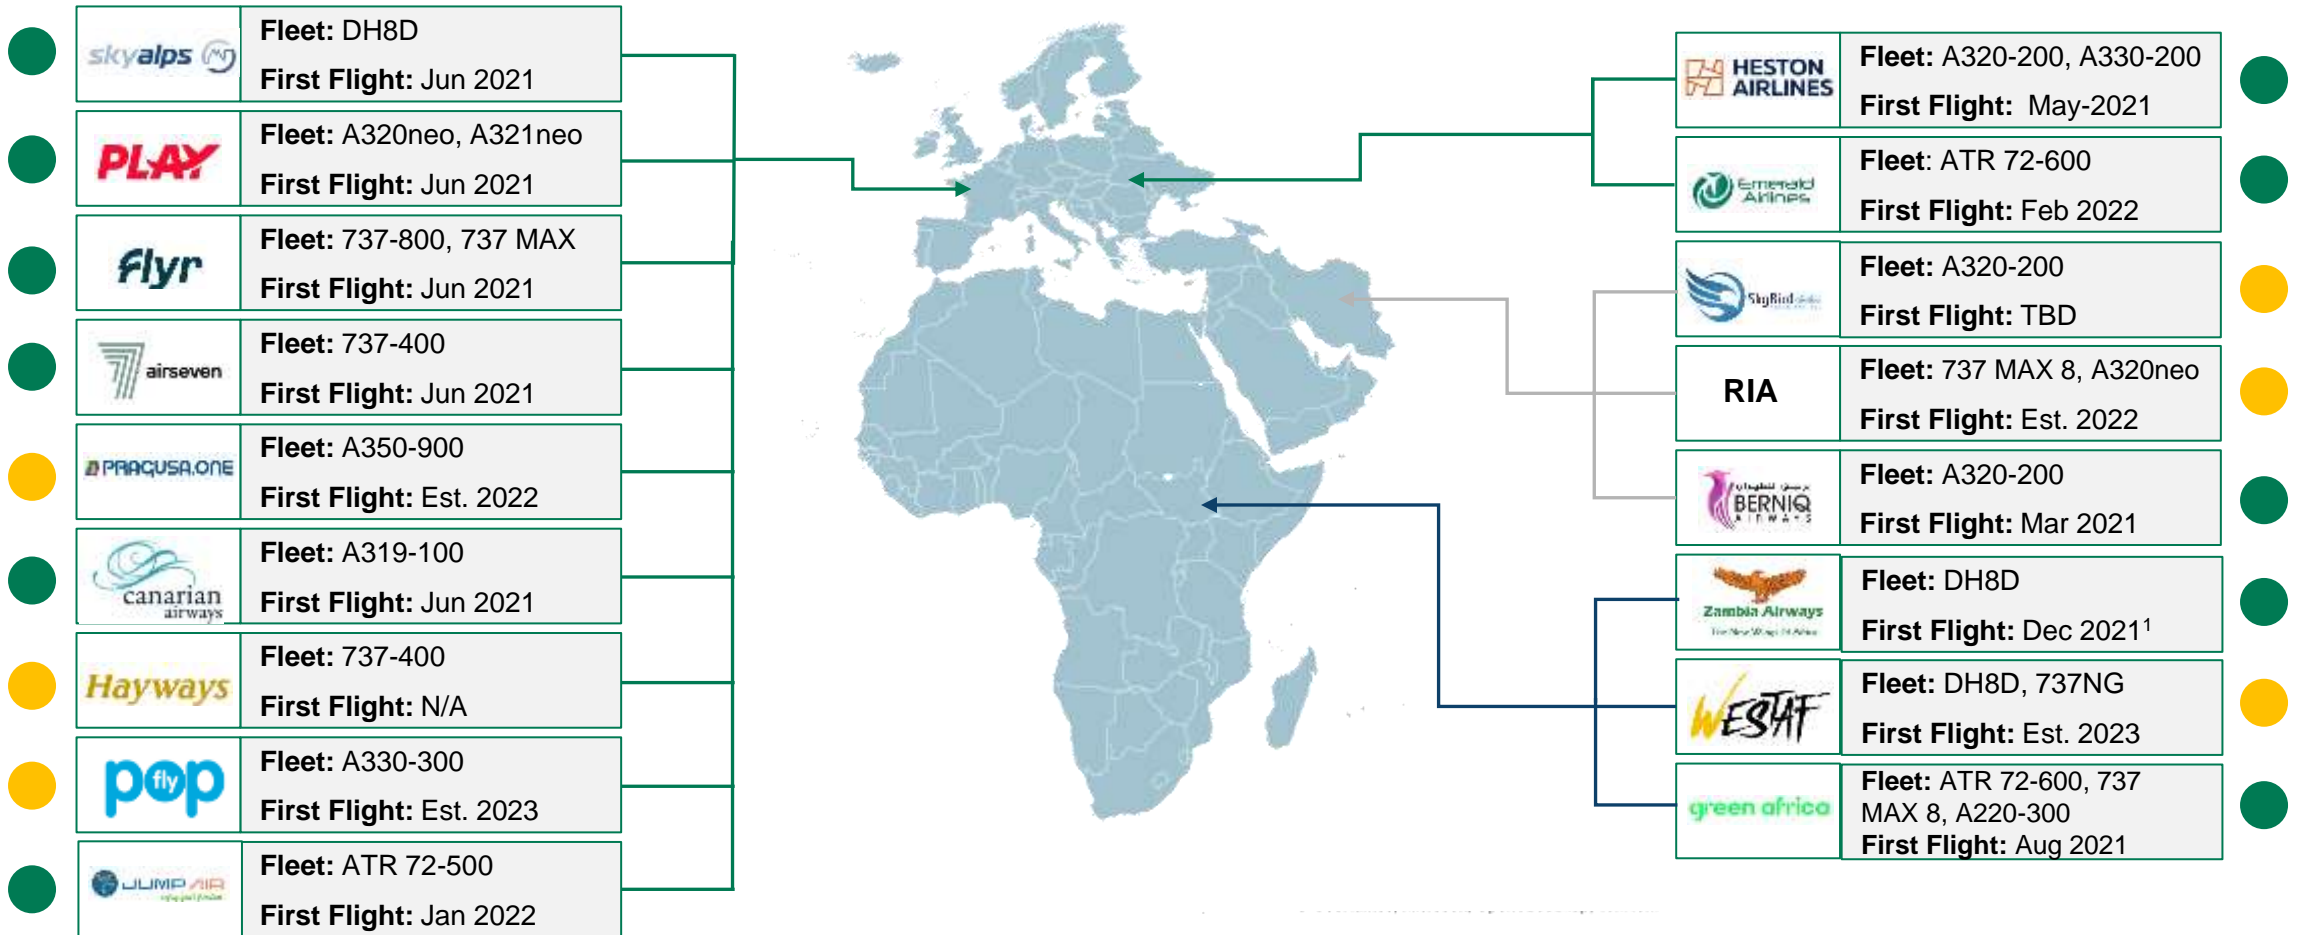 skyalps
Fleet: DH8D
First Flight: Jun 2021
PLAY
Fleet: A320neo, A321neo
First Flight: Jun 2021
flyr
Fleet: 737-800, 737 MAX
First Flight: Jun 2021
airseven
Fleet: 737-400
First Flight: Jun 2021
PRAGUSA.ONE
Fleet: A350-900
First Flight: Est. 2022
canarian
airways
Fleet: A319-100
First Flight: Jun 2021
Hayways
Fleet: 737-400
First Flight: N/A
pop
fly
Fleet: A330-300
First Flight: Est. 2023
JUMP AIR
Fleet: ATR 72-500
First Flight: Jan 2022
HESTON
AIRLINES
Fleet: A320-200, A330-200
First Flight: May-2021
Emerald
Airlines
Fleet: ATR 72-600
First Flight: Feb 2022
SkyBird
Fleet: A320-200
First Flight: TBD
RIA
Fleet: 737 MAX 8, A320neo
First Flight: Est. 2022
BERNIQ
AIRWAYS
Fleet: A320-200
First Flight: Mar 2021
Zambia Airways
The New Wings Of Africa
Fleet: DH8D
First Flight: Dec 2021¹
WESTAF
Fleet: DH8D, 737NG
First Flight: Est. 2023
green africa
Fleet: ATR 72-600, 737
MAX 8, A220-300
First Flight: Aug 2021